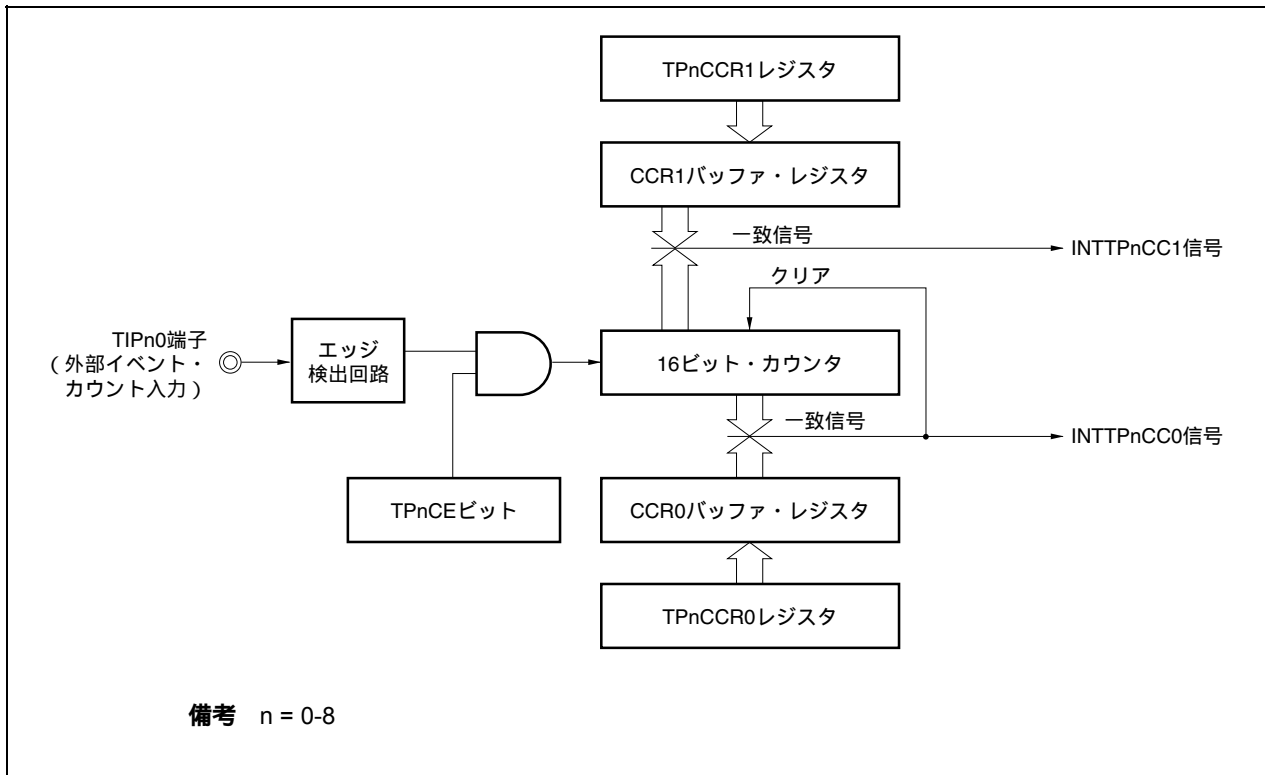 TPnCCR1レジスタ
CCR1バッファ・レジスタ
一致信号
INTTPnCC1信号
クリア
TIPn0端子
（外部イベント・
カウント入力）
エッジ
検出回路
16ビット・カウンタ
一致信号
INTTPnCC0信号
TPnCEビット
CCR0バッファ・レジスタ
TPnCCR0レジスタ
備考 n = 0-8